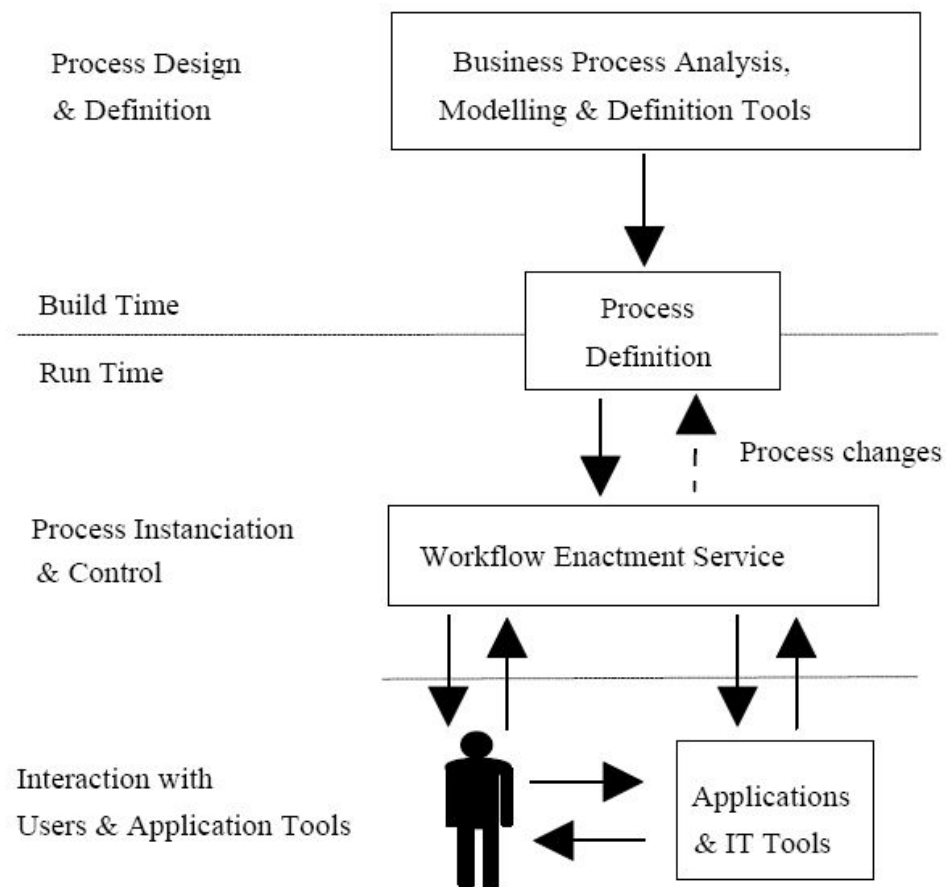 Process Design
& Definition
Business Process Analysis,
Modelling & Definition Tools
Build Time
Process
Definition
Run Time
Process changes
Process Instanciation
& Control
Workflow Enactment Service
Interaction with
Users & Application Tools
Applications
& IT Tools